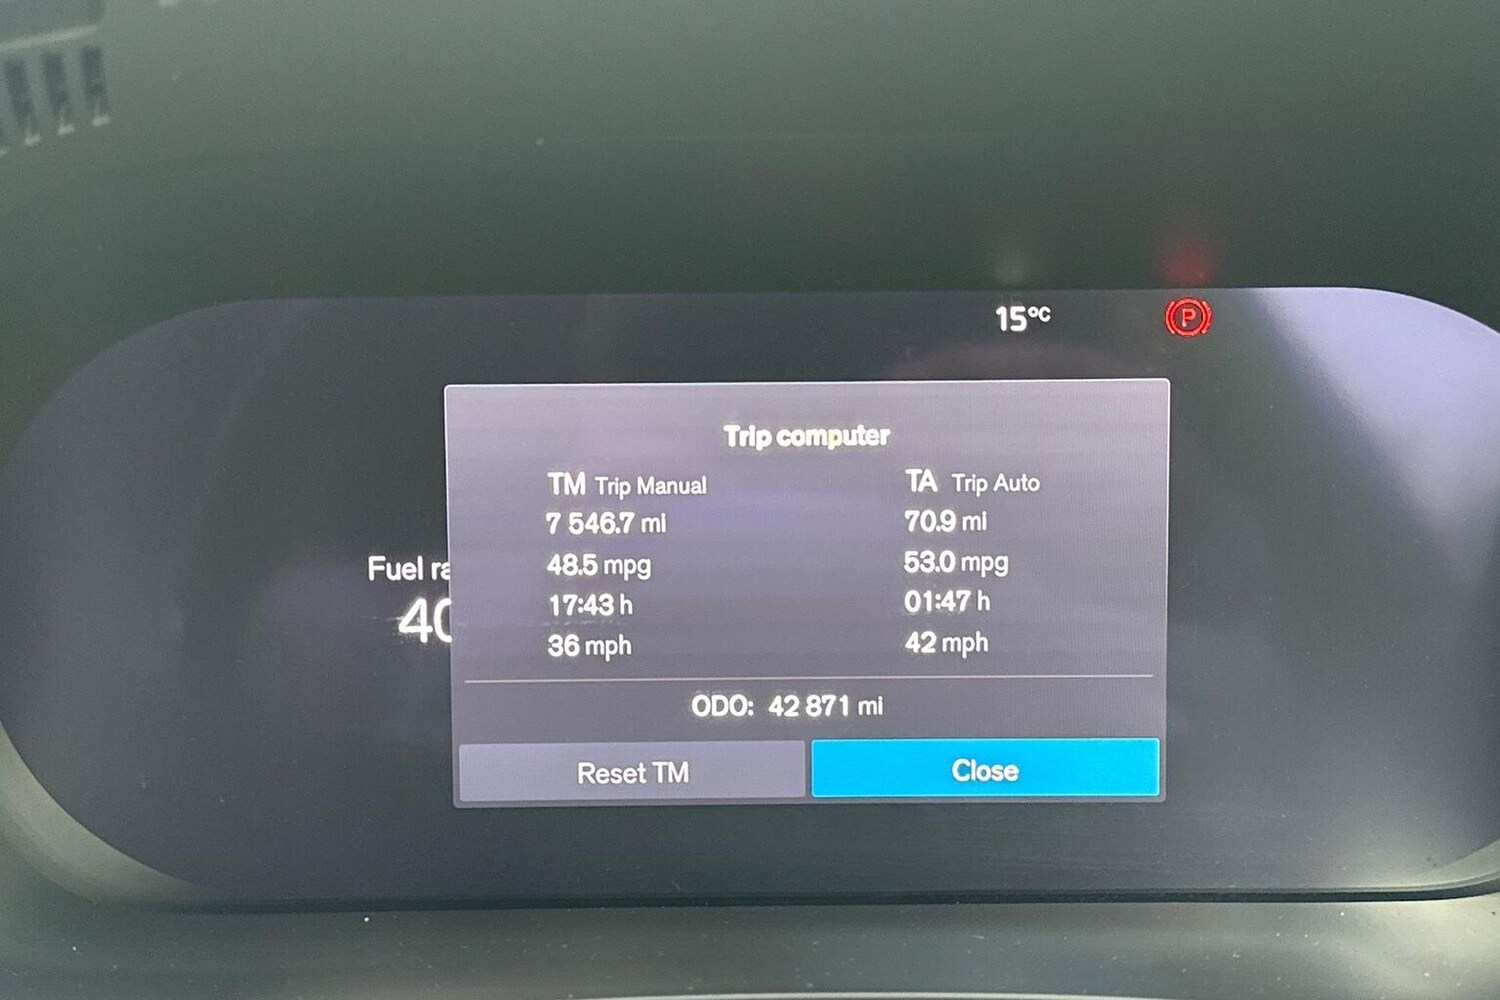 15°C
P
Trip computer
TM Trip Manual
TA Trip Auto
7 546.7 mi
70.9 mi
48.5 mpg
53.0 mpg
17:43 h
01:47 h
36 mph
42 mph
Fuel ra
40
ODO: 42 871 mi
Reset TM
Close